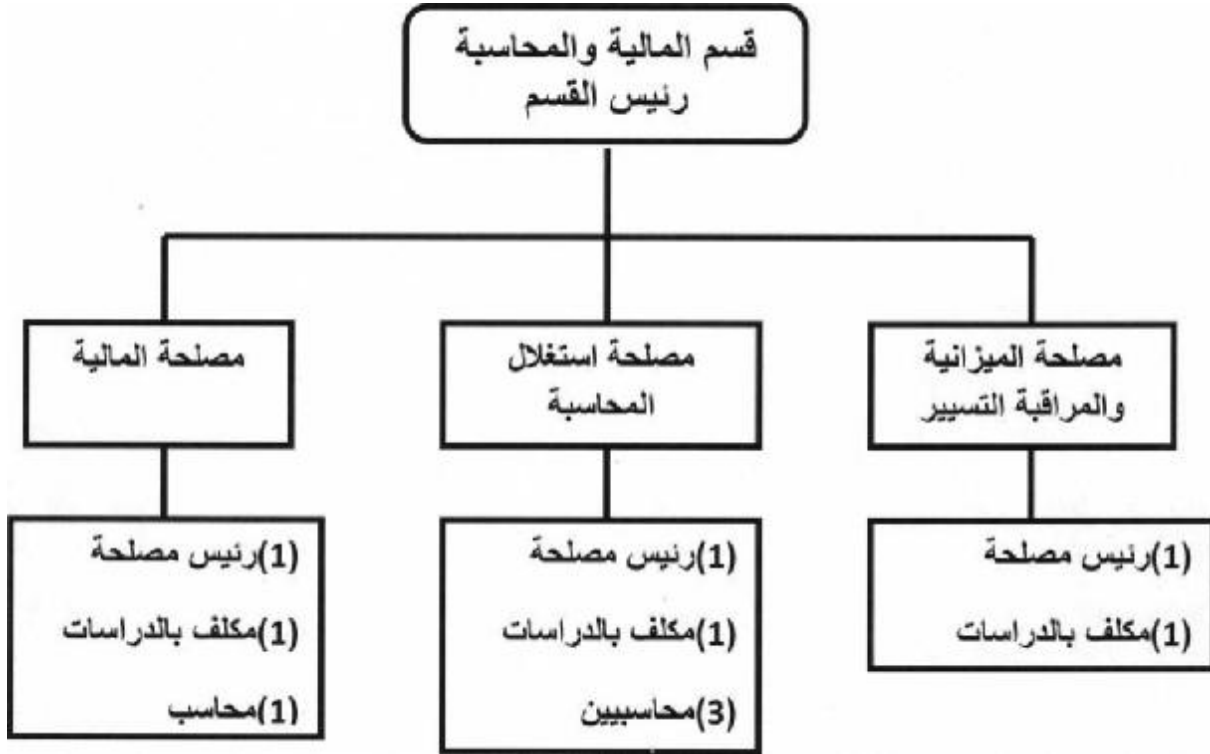 قسم المالية والمحاسبة
رئيس القسم
مصلحة الميزانية
والمراقبة التسيير
مصلحة استغلال
المحاسبة
مصلحة المالية
(1)رئيس مصلحة
(1)مكلف بالدراسات
(1)رئيس مصلحة
(1)مكلف بالدراسات
(3)محاسبيين
(1)رئيس مصلحة
(1)مكلف بالدراسات
(1)محاسب